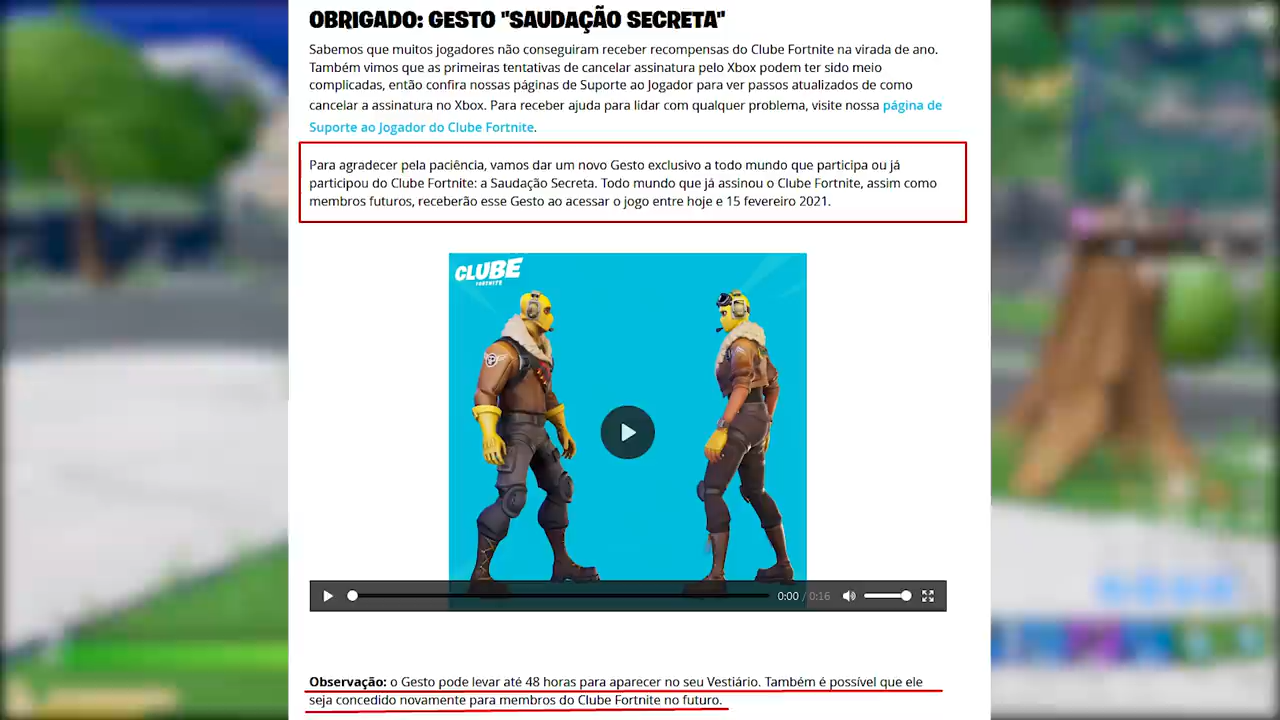 OBRIGADO: GESTO "SAUDAÇÃO SECRETA"
Sabemos que muitos jogadores não conseguiram receber recompensas do Clube Fortnite na virada de ano.
Também vimos que as primeiras tentativas de cancelar assinatura pelo Xbox podem ter sido meio
complicadas, então confira nossas páginas de Suporte ao Jogador para ver passos atualizados de como
cancelar a assinatura no Xbox. Para receber ajuda para lidar com qualquer problema, visite nossa página de
Suporte ao Jogador do Clube Fortnite.
Para agradecer pela paciência, vamos dar um novo Gesto exclusivo a todo mundo que participa ou já
participou do Clube Fortnite: a Saudação Secreta. Todo mundo que já assinou o Clube Fortnite, assim como
membros futuros, receberão esse Gesto ao acessar o jogo entre hoje e 15 fevereiro 2021.
CLUBE
FORTNITE
0:00 / 0:16
Observação: o Gesto pode levar até 48 horas para aparecer no seu Vestiário. Também é possível que ele
seja concedido novamente para membros do Clube Fortnite no futuro.